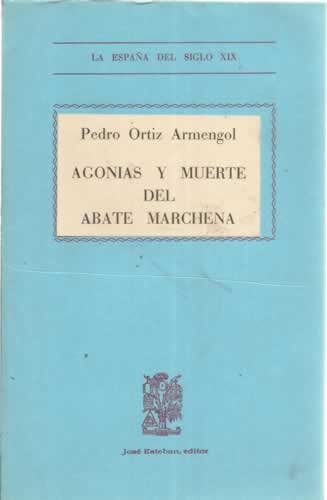 LA ESPAÑA DEL SIGLO XIX
Pedro Ortiz Armengol
AGONIAS Y MUERTE
DEL
ABATE MARCHENA
José Esteban, editor